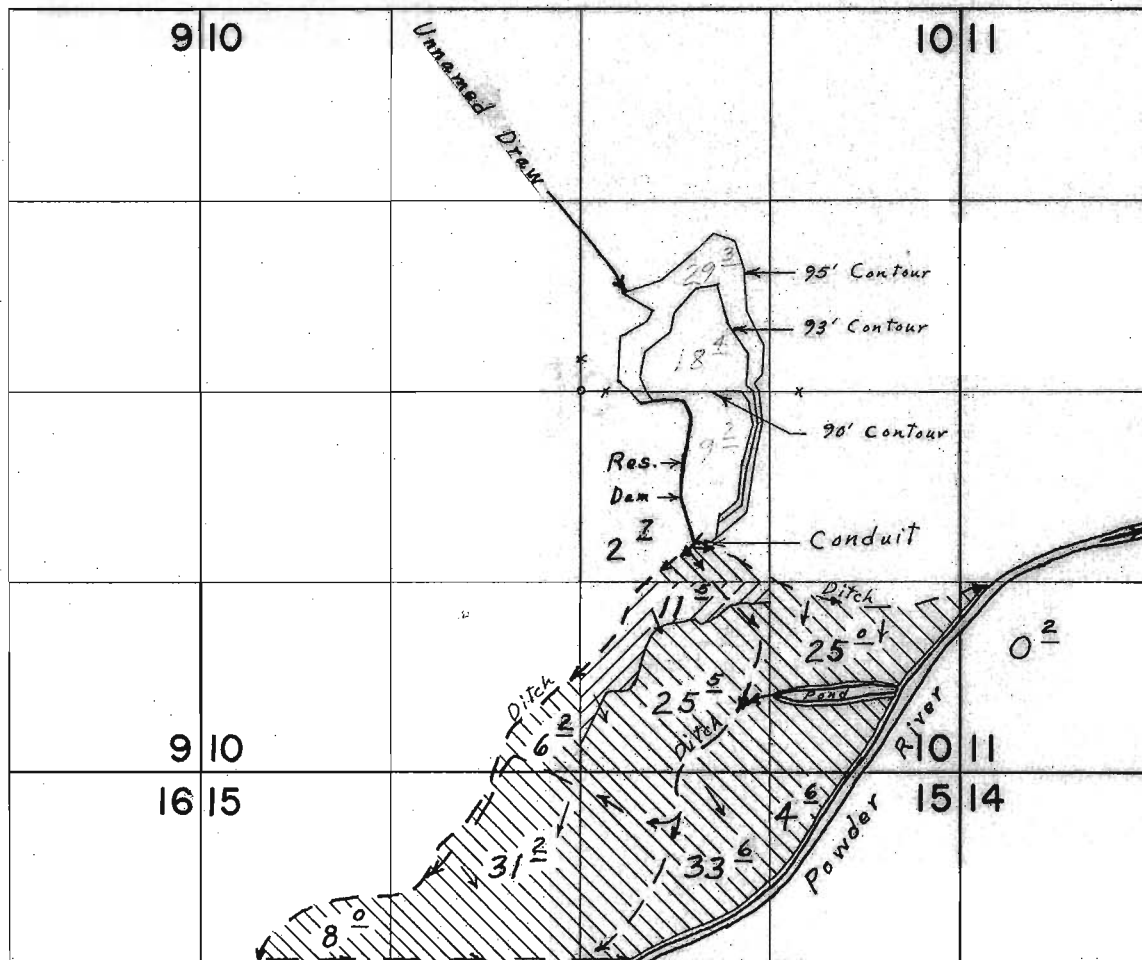 9 10
10 11
Unnamed Draw
29 3
95' Contour
93' Contour
18 4
90' Contour
9 2
Res.
Dam
2 7
Conduit
11 5
Ditch
25 0
0 2
25 5
Pond
Ditch
6 2
Ditch
River
9 10
10 11
16 15
15 14
4 6
Powder
31 2
33 6
8 0